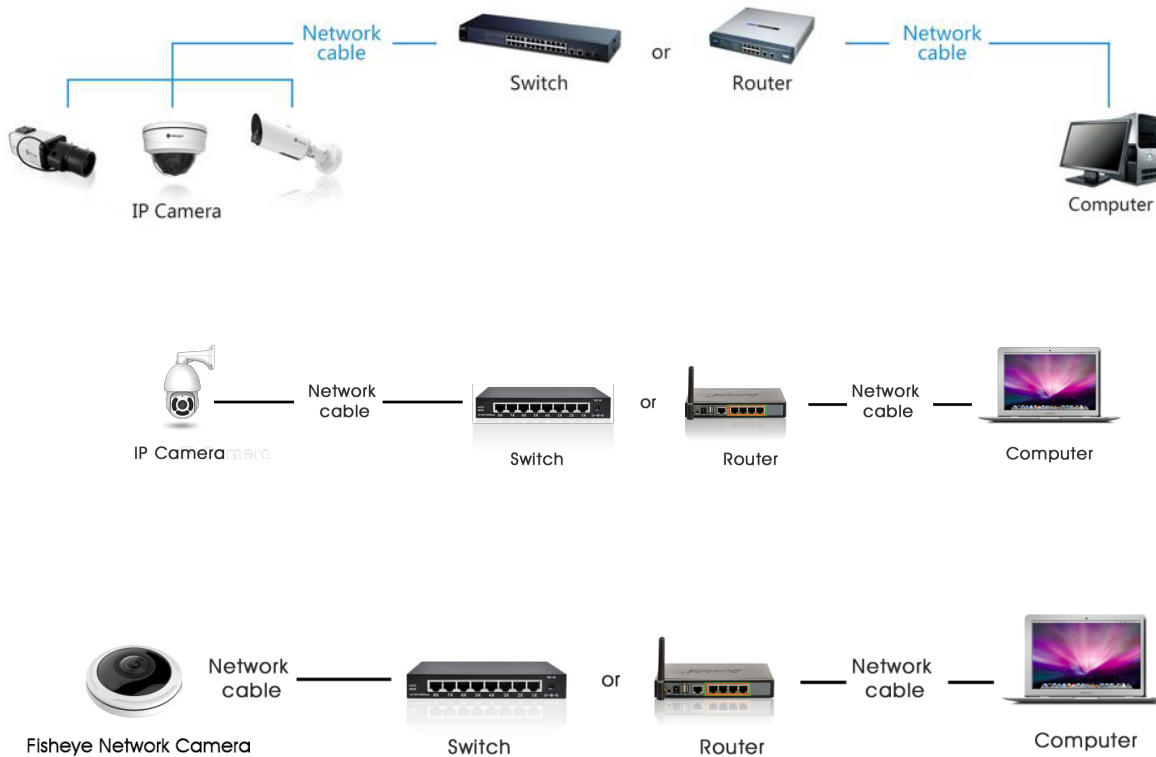 Network
cable
Switch
or
Router
Network
cable
IP Camera
Computer
IP Camera
Network
cable
Switch
or
Router
Network
cable
Computer
Fisheye Network Camera
Network
cable
Switch
or
Router
Network
cable
Computer